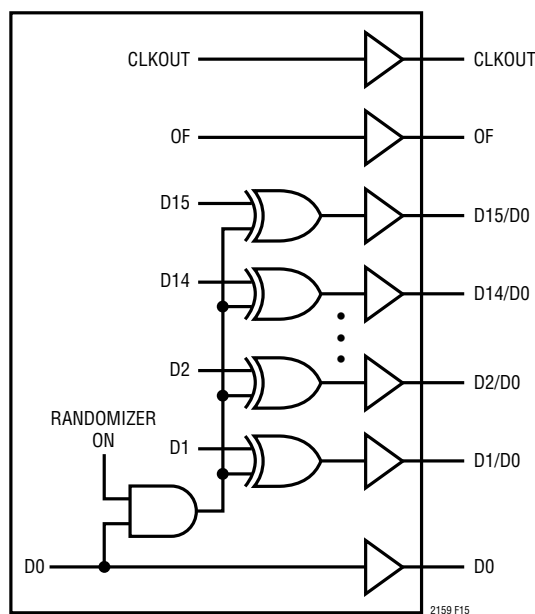 CLKOUT CLKOUT
OF OF
D15 D15/D0
D14 D14/D0
D2 D2/D0
RANDOMIZER
ON
D1 D1/D0
D0 D0
2159 F15